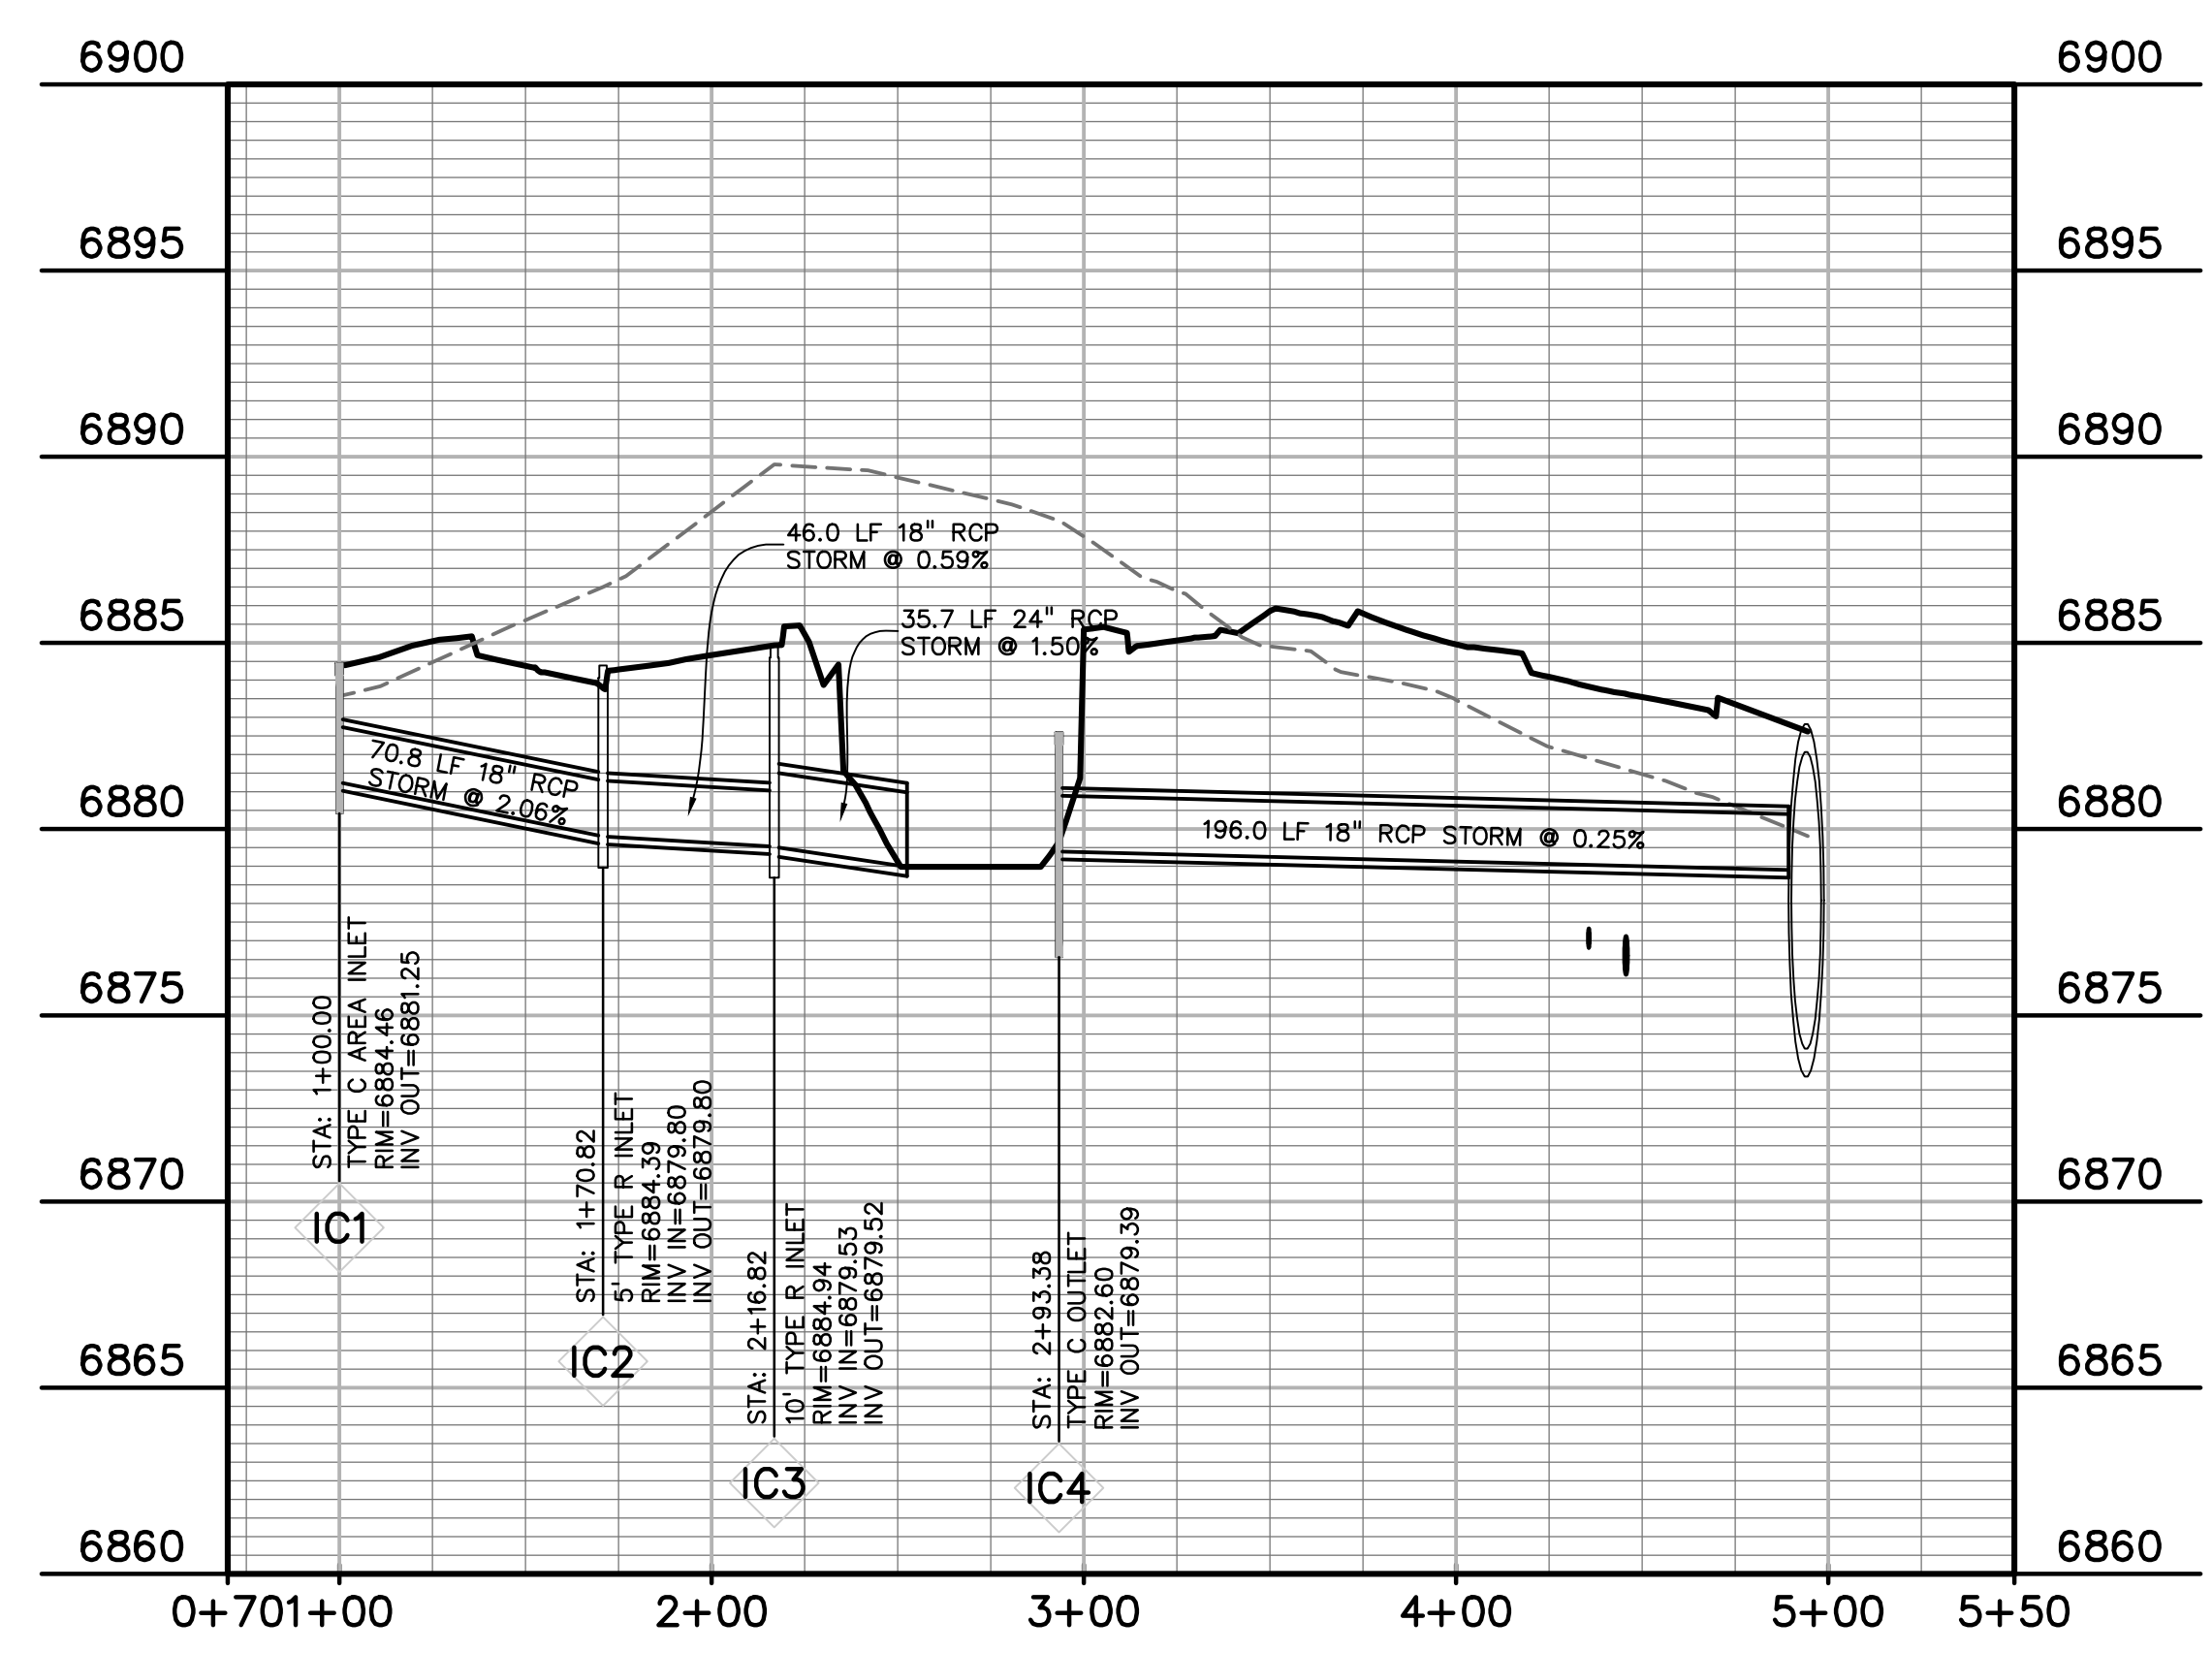 6900
6900
6895
6895
6890
6890
6885
6885
6880
6880
6875
6875
6870
6870
6865
6865
6860
6860
46.0 LF 18" RCP
STORM @ 0.59%
35.7 LF 24" RCP
STORM @ 1.50%
70.8 LF 18" RCP
STORM @ 2.06%
196.0 LF 18" RCP STORM @ 0.25%
STA: 1+00.00
TYPE C AREA INLET
RIM=6884.46
INV OUT=6881.25
IC1
STA: 1+70.82
5' TYPE R INLET
RIM=6884.39
INV IN=6879.80
INV OUT=6879.80
IC2
STA: 2+16.82
10' TYPE R INLET
RIM=6884.94
INV IN=6879.53
INV OUT=6879.52
IC3
STA: 2+93.38
TYPE C OUTLET
RIM=6882.60
INV OUT=6879.39
IC4
0+70
1+00
2+00
3+00
4+00
5+00
5+50